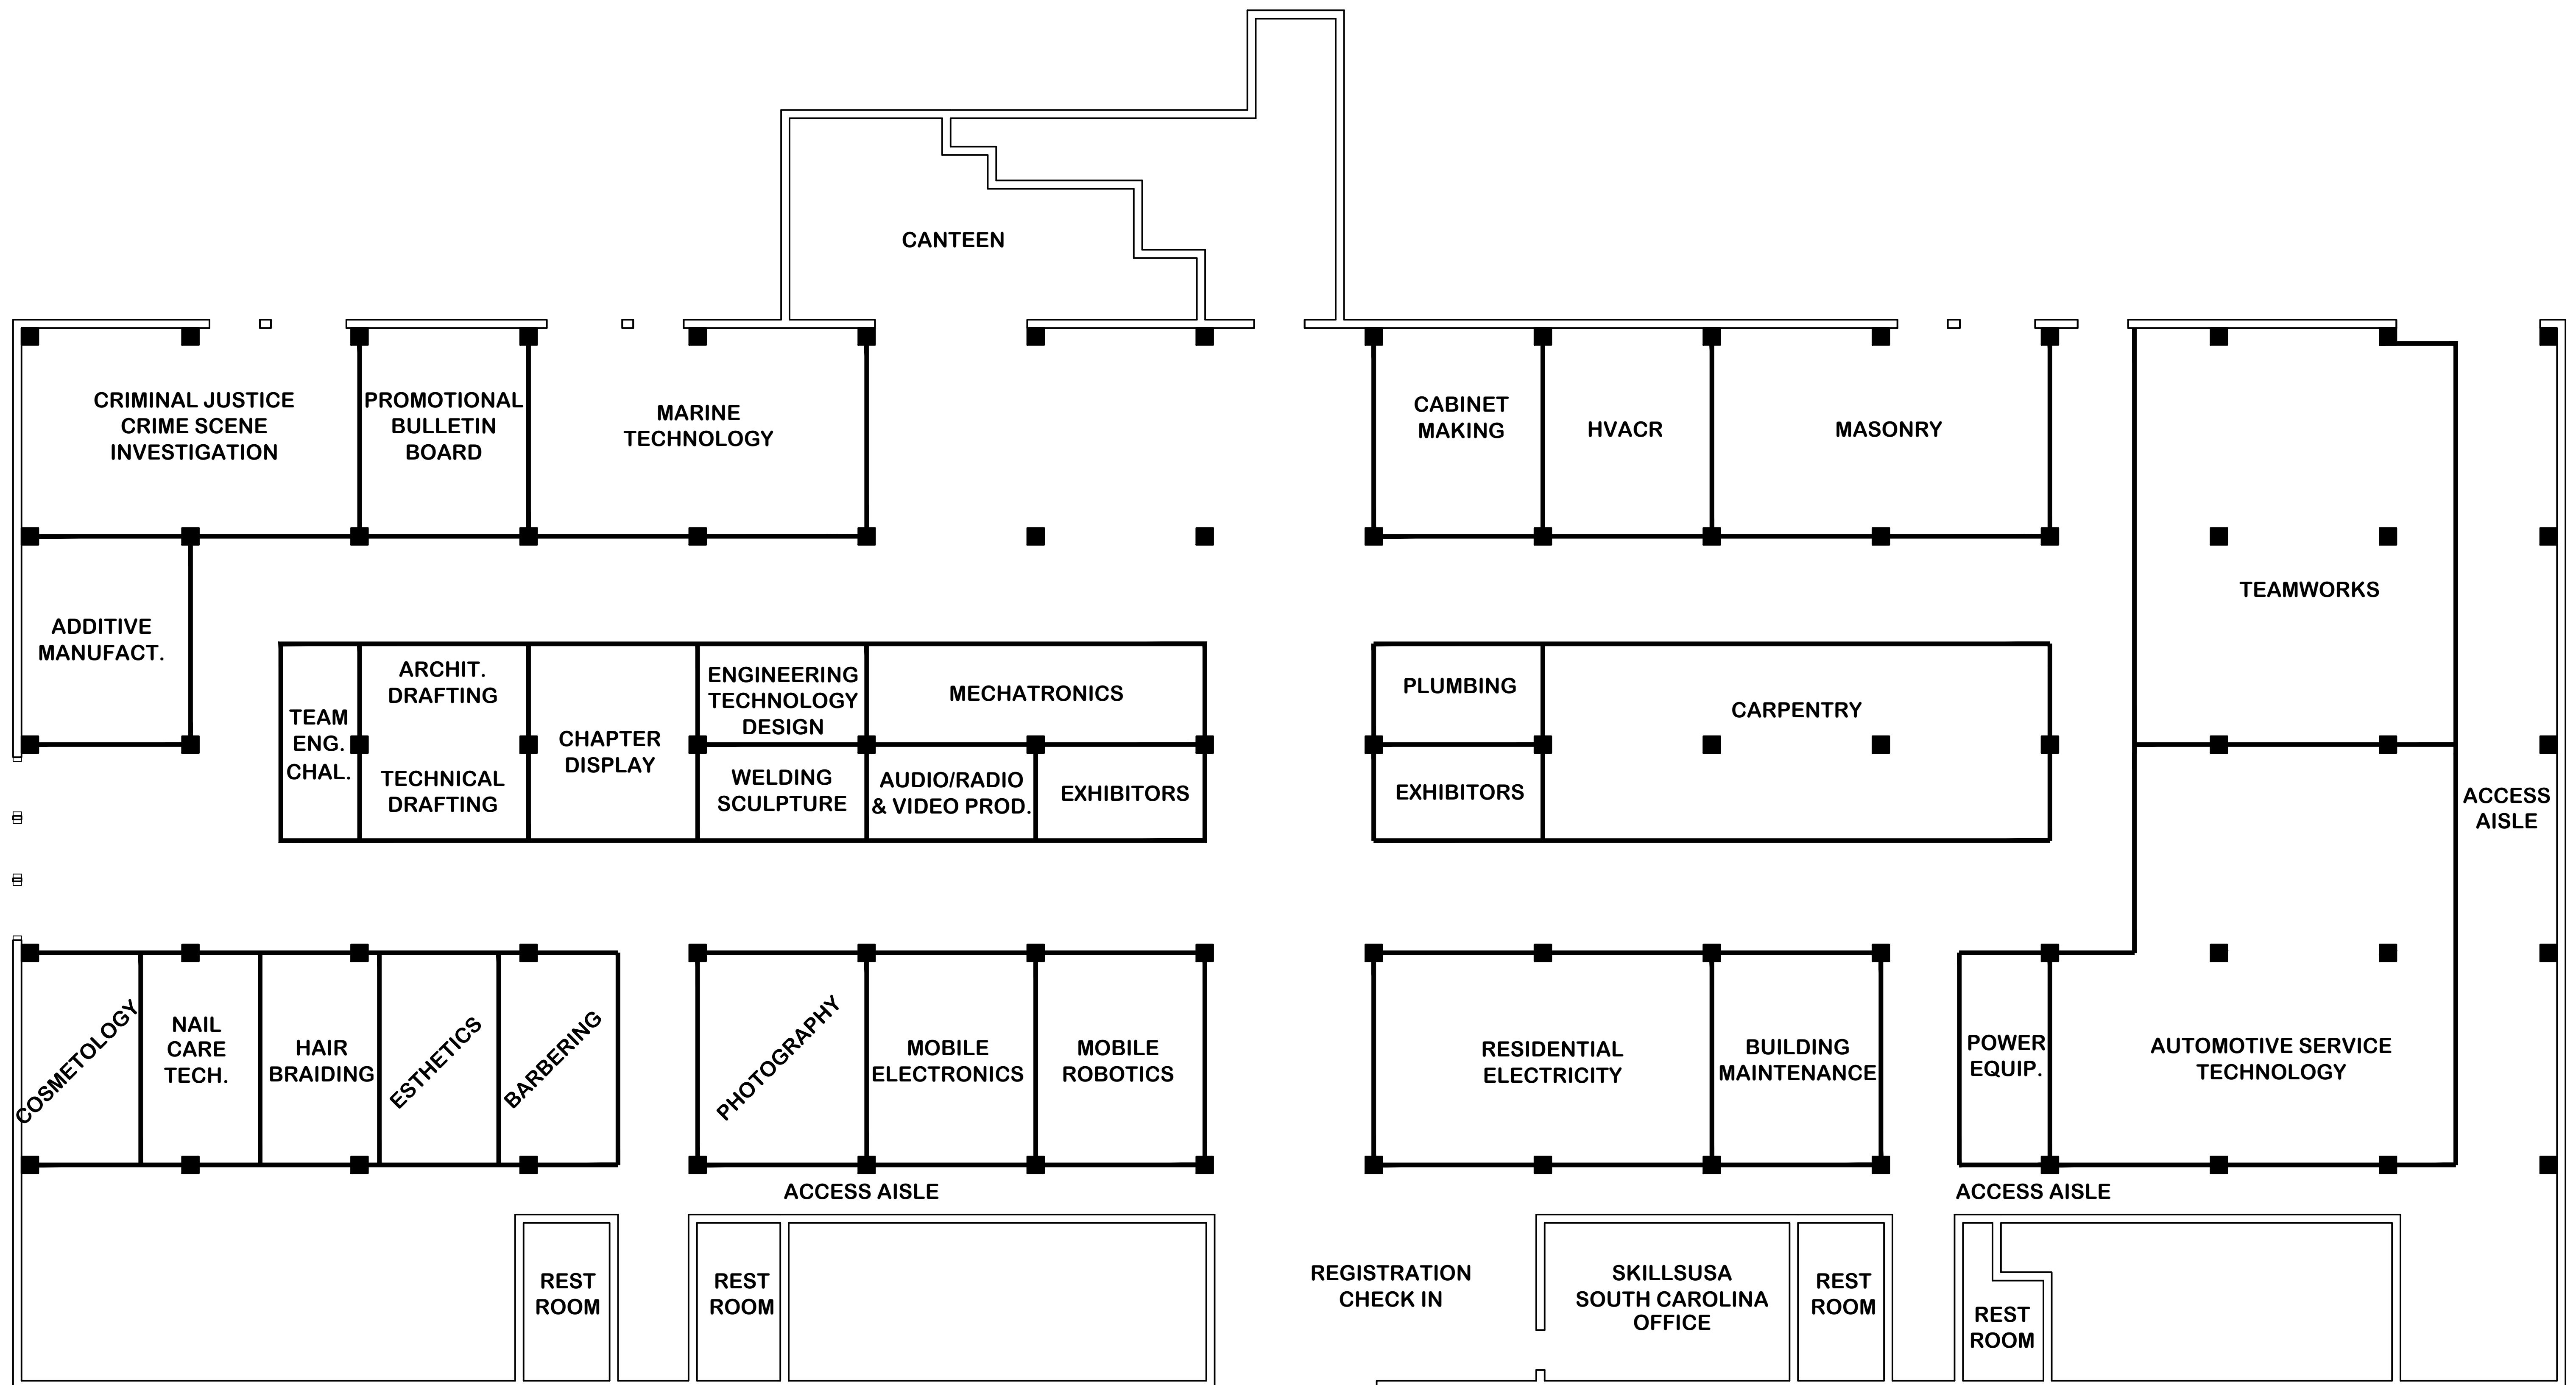 CANTEEN
CRIMINAL JUSTICE
CRIME SCENE
INVESTIGATION
PROMOTIONAL
BULLETIN
BOARD
MARINE
TECHNOLOGY
CABINET
MAKING
HVACR
MASONRY
TEAMWORKS
ADDITIVE
MANUFACT.
TEAM
ENG.
CHAL.
ARCHIT.
DRAFTING
TECHNICAL
DRAFTING
CHAPTER
DISPLAY
ENGINEERING
TECHNOLOGY
DESIGN
WELDING
SCULPTURE
MECHATRONICS
AUDIO/RADIO
& VIDEO PROD.
EXHIBITORS
PLUMBING
EXHIBITORS
CARPENTRY
ACCESS
AISLE
COSMETOLOGY
NAIL
CARE
TECH.
HAIR
BRAIDING
ESTHETICS
BARBERING
PHOTOGRAPHY
MOBILE
ELECTRONICS
MOBILE
ROBOTICS
RESIDENTIAL
ELECTRICITY
BUILDING
MAINTENANCE
POWER
EQUIP.
AUTOMOTIVE SERVICE
TECHNOLOGY
ACCESS AISLE
ACCESS AISLE
REST
ROOM
REST
ROOM
REGISTRATION
CHECK IN
SKILLSUSA
SOUTH CAROLINA
OFFICE
REST
ROOM
REST
ROOM